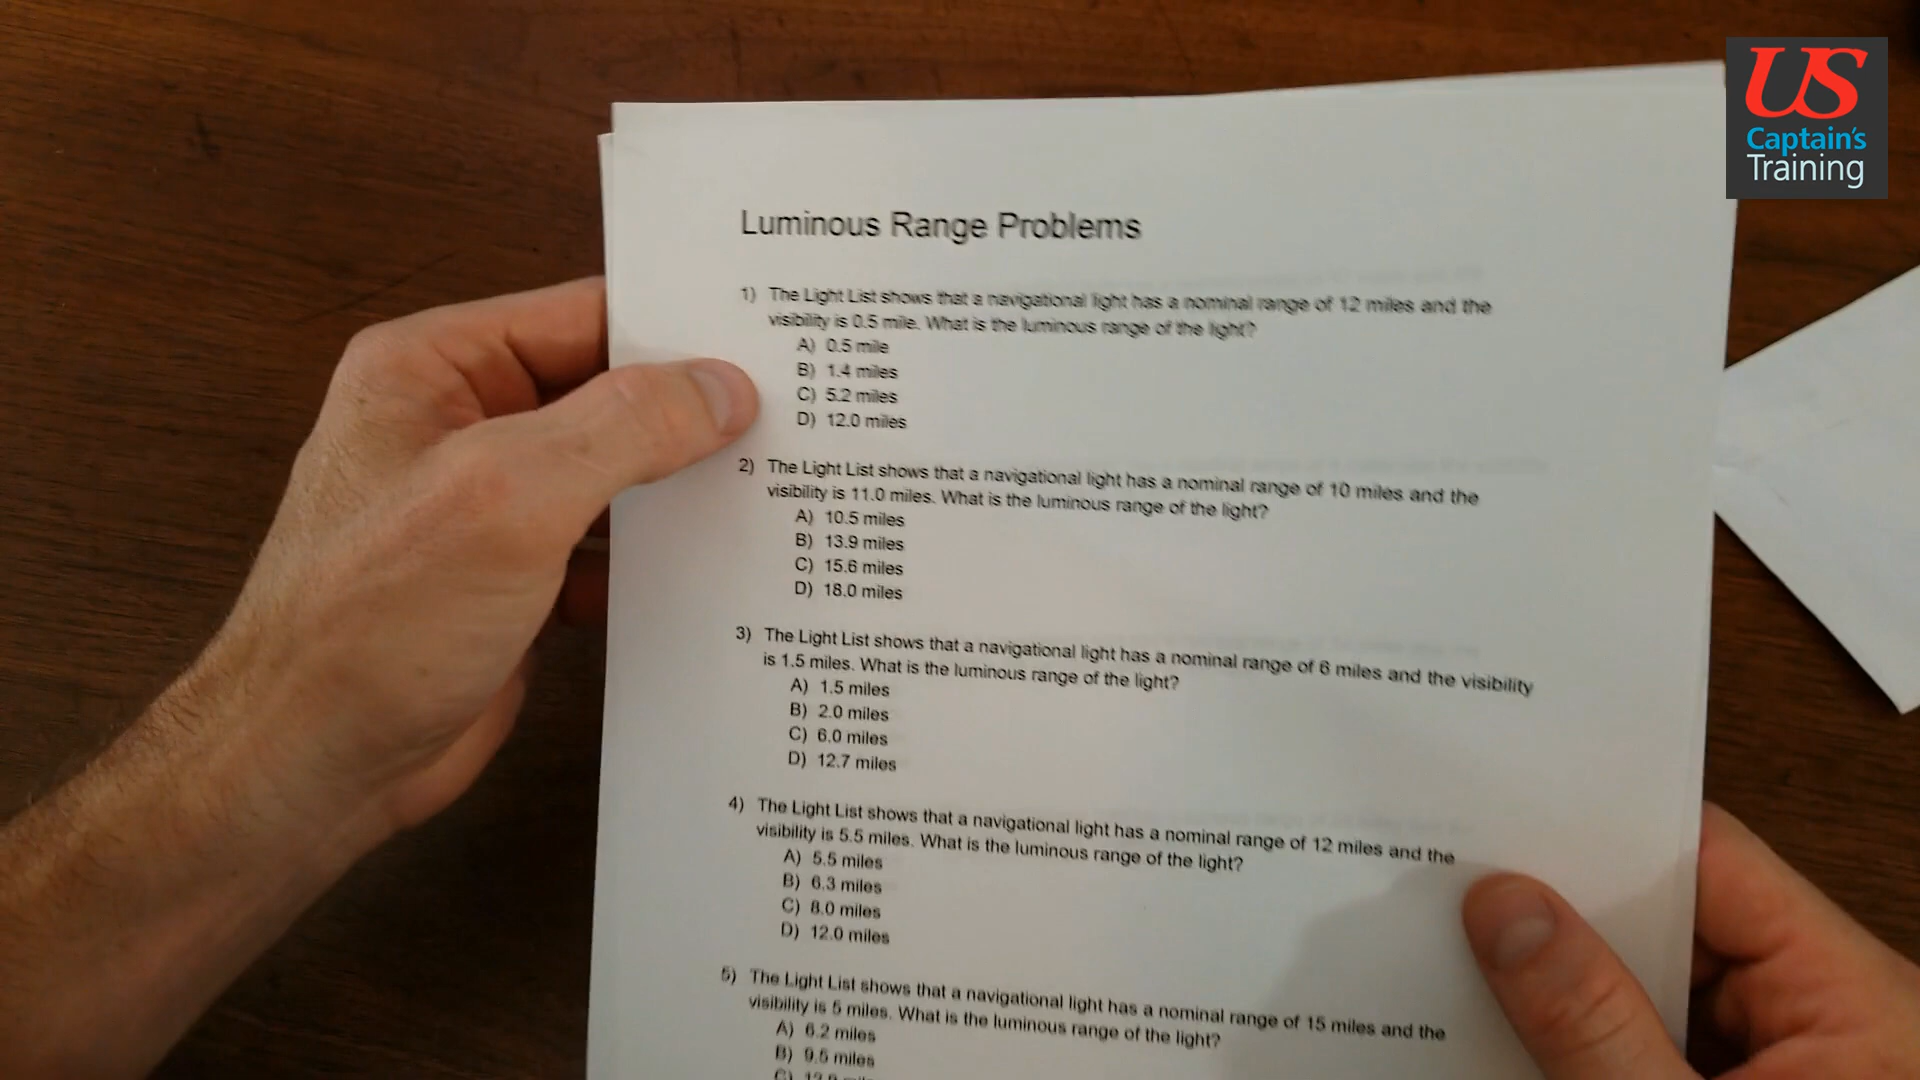 US
Captain's
Training
Luminous Range Problems
1) The Light List shows that a navigational light has a nominal range of 12 miles and the
visibility is 0.5 mile. What is the luminous range of the light?
A) 0.5 mile
B) 1.4 miles
C) 5.2 miles
D) 12.0 miles
2) The Light List shows that a navigational light has a nominal range of 10 miles and the
visibility is 11.0 miles. What is the luminous range of the light?
A) 10.5 miles
B) 13.9 miles
C) 15.6 miles
D) 18.0 miles
3) The Light List shows that a navigational light has a nominal range of 6 miles and the visibility
is 1.5 miles. What is the luminous range of the light?
A) 1.5 miles
B) 2.0 miles
C) 6.0 miles
D) 12.7 miles
4) The Light List shows that a navigational light has a nominal range of 12 miles and the
visibility is 5.5 miles. What is the luminous range of the light?
A) 5.5 miles
B) 6.3 miles
C) 8.0 miles
D) 12.0 miles
5) The Light List shows that a navigational light has a nominal range of 15 miles and the
visibility is 5 miles. What is the luminous range of the light?
A) 6.2 miles
B) 9.5 miles
C)